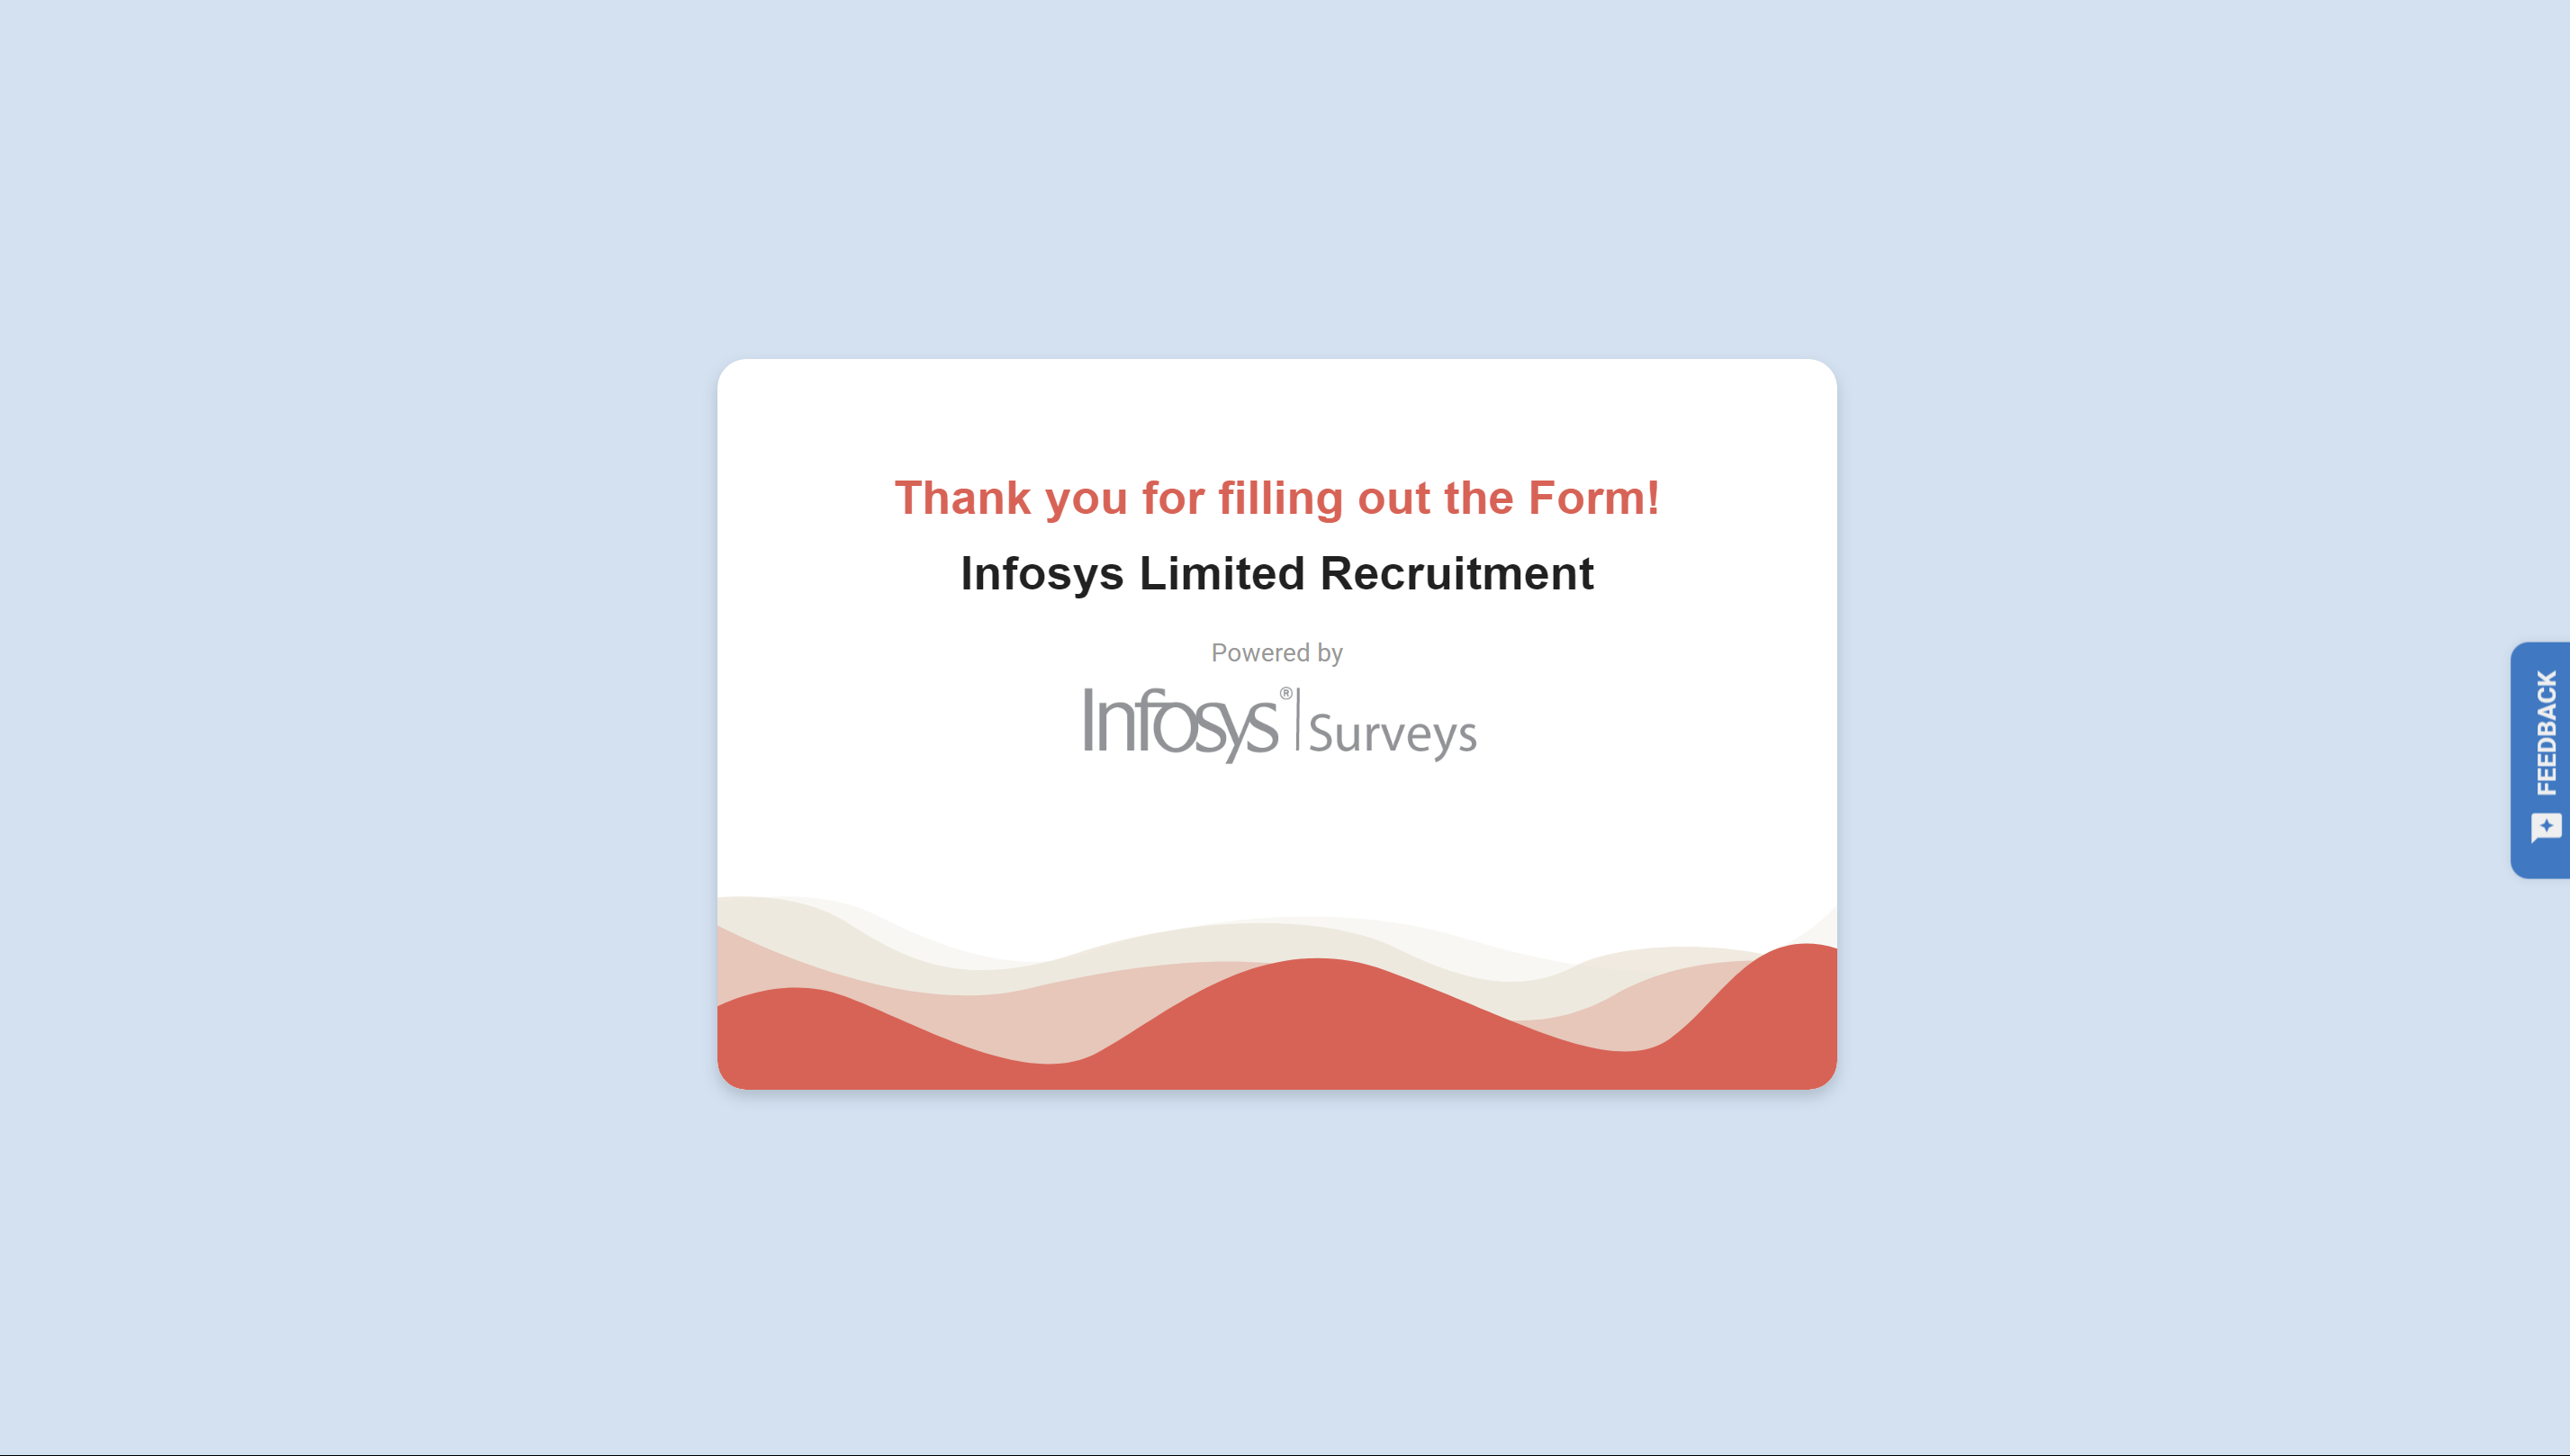 Thank you for filling out the Form!
Infosys Limited Recruitment
Powered by
Infosys® | Surveys
FEEDBACK